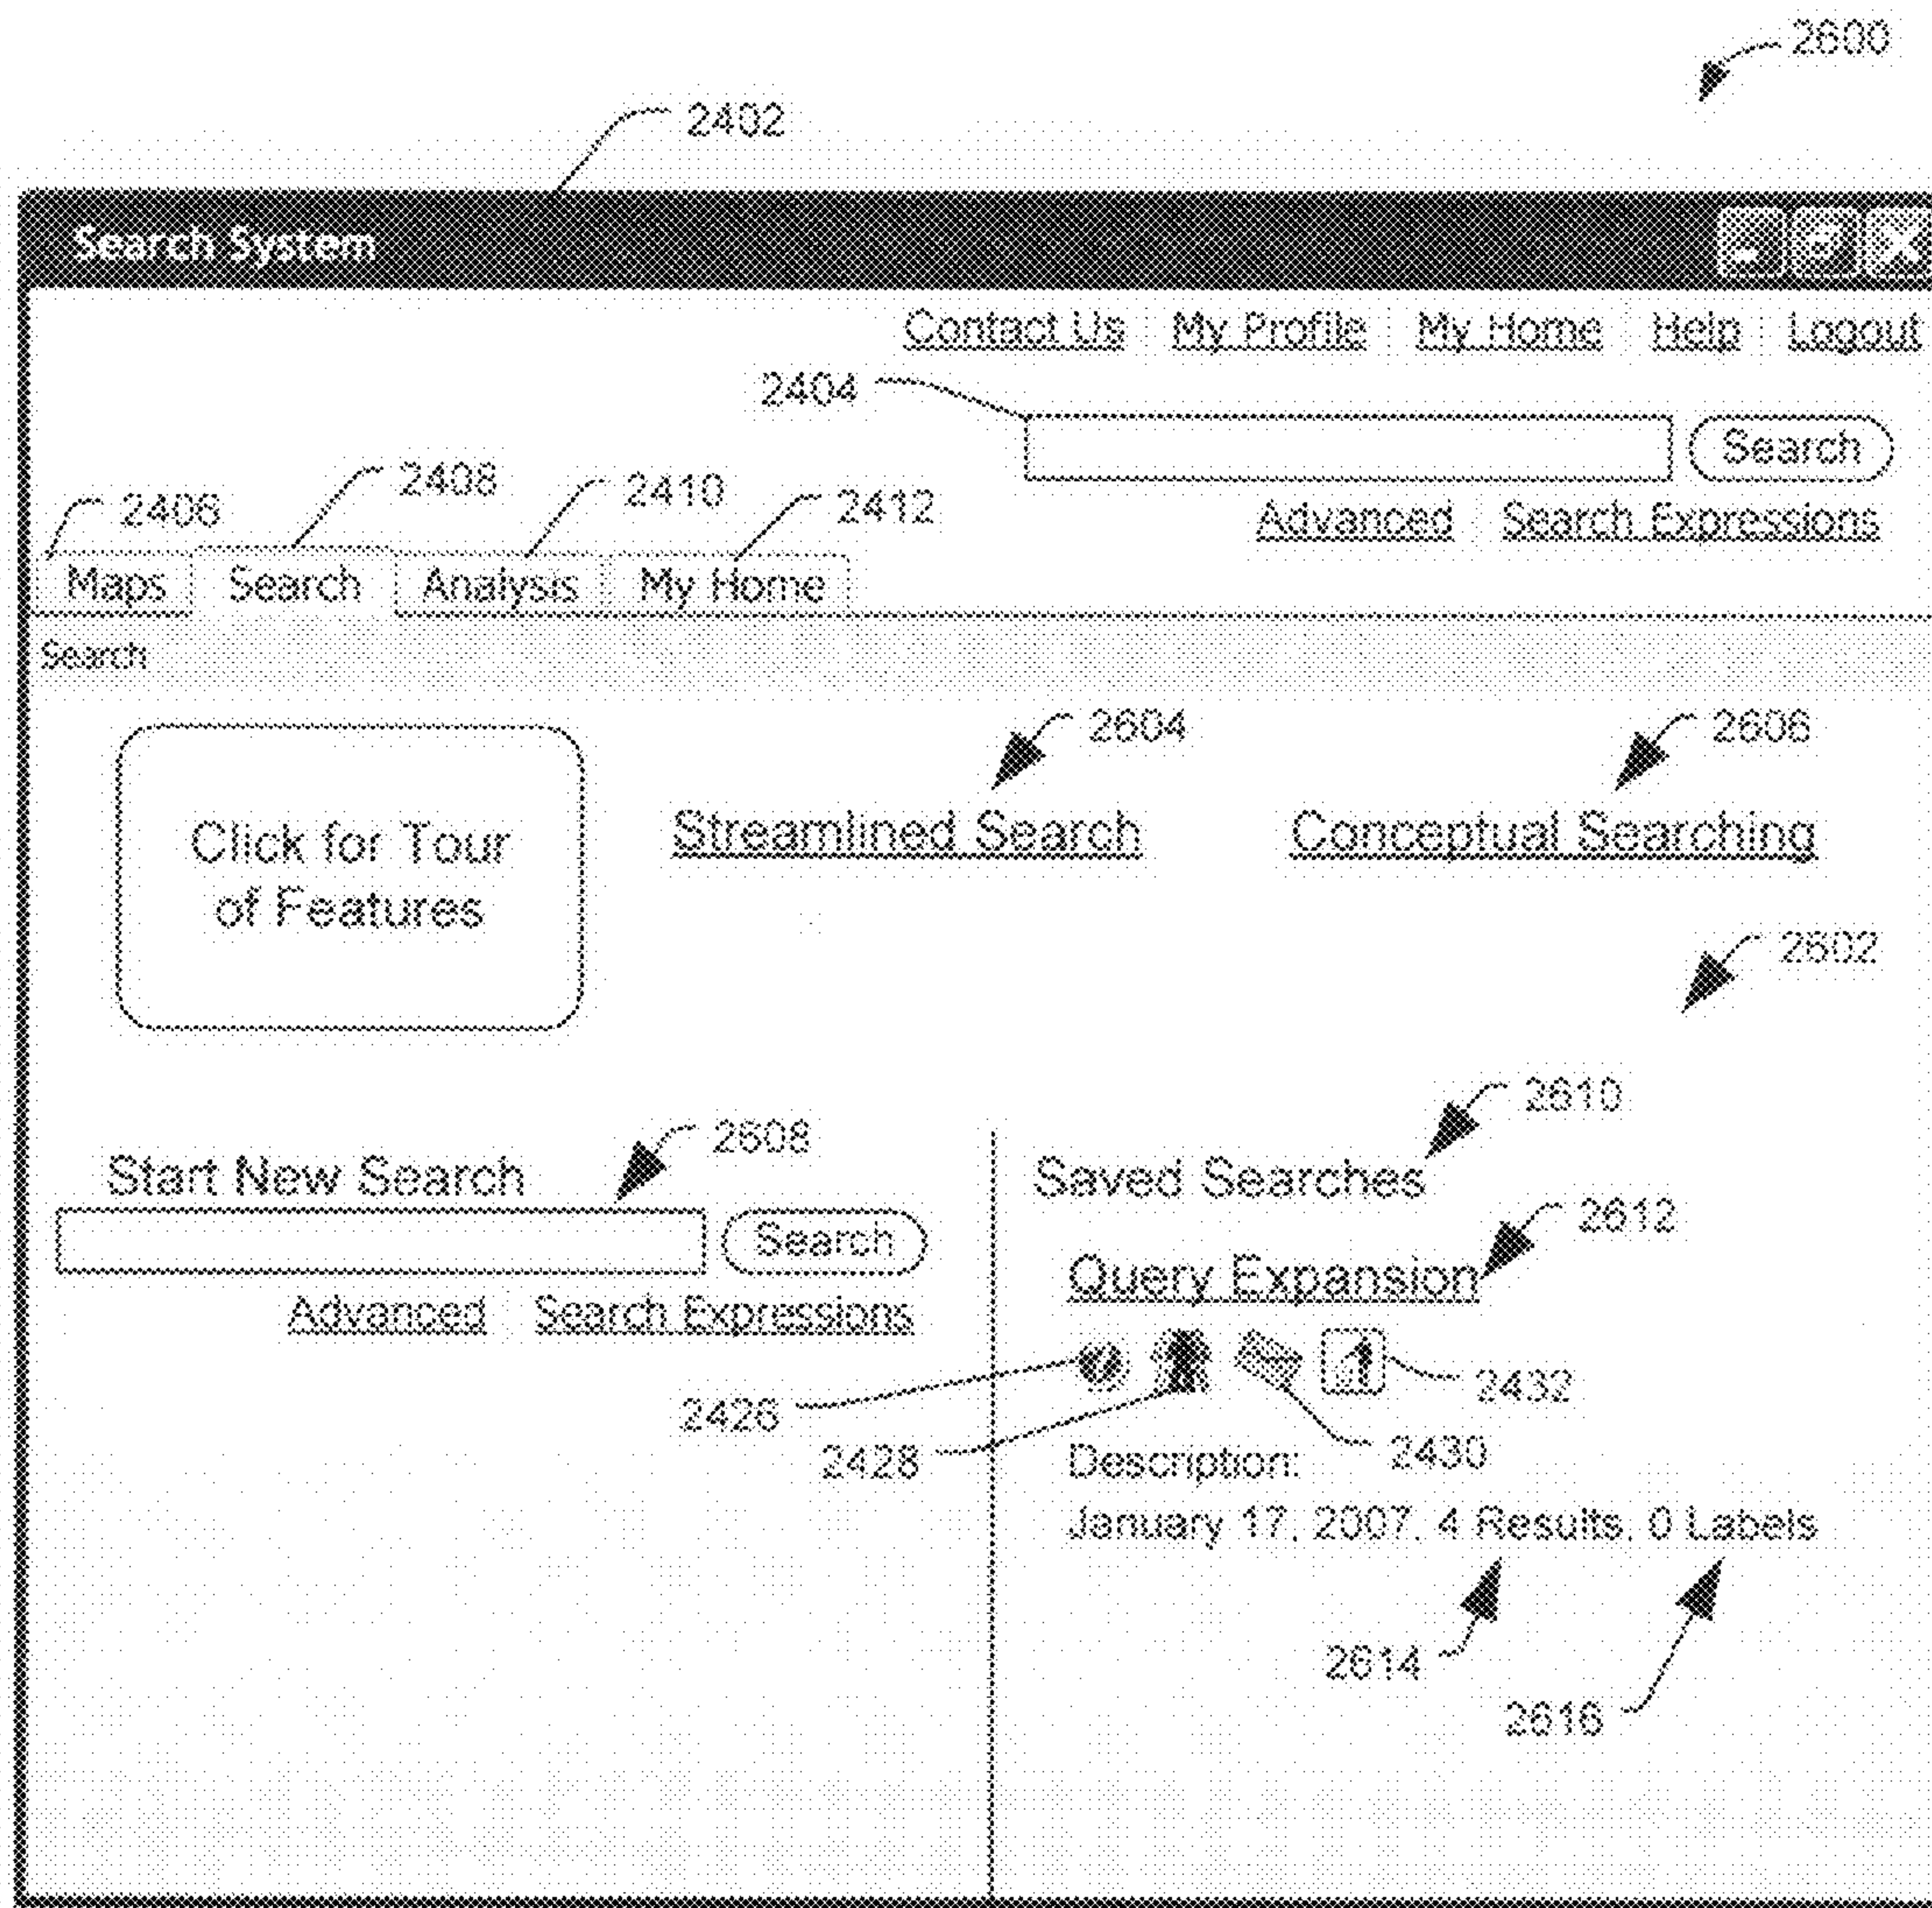 2600
2402
Search System
Contact Us My Profile My Home Help Logout
2404
Search
2406 2408 2410 2412
Advanced Search Expressions
Maps Search Analysis My Home
Search
2604 2606
Click for Tour
of Features
Streamlined Search Conceptual Searching
2602
2610
2608
Start New Search
Saved Searches
2612
Search
Query Expansion
Advanced Search Expressions
2426
2432
2428
2430
Description:
January 17, 2007, 4 Results, 0 Labels
2614
2616